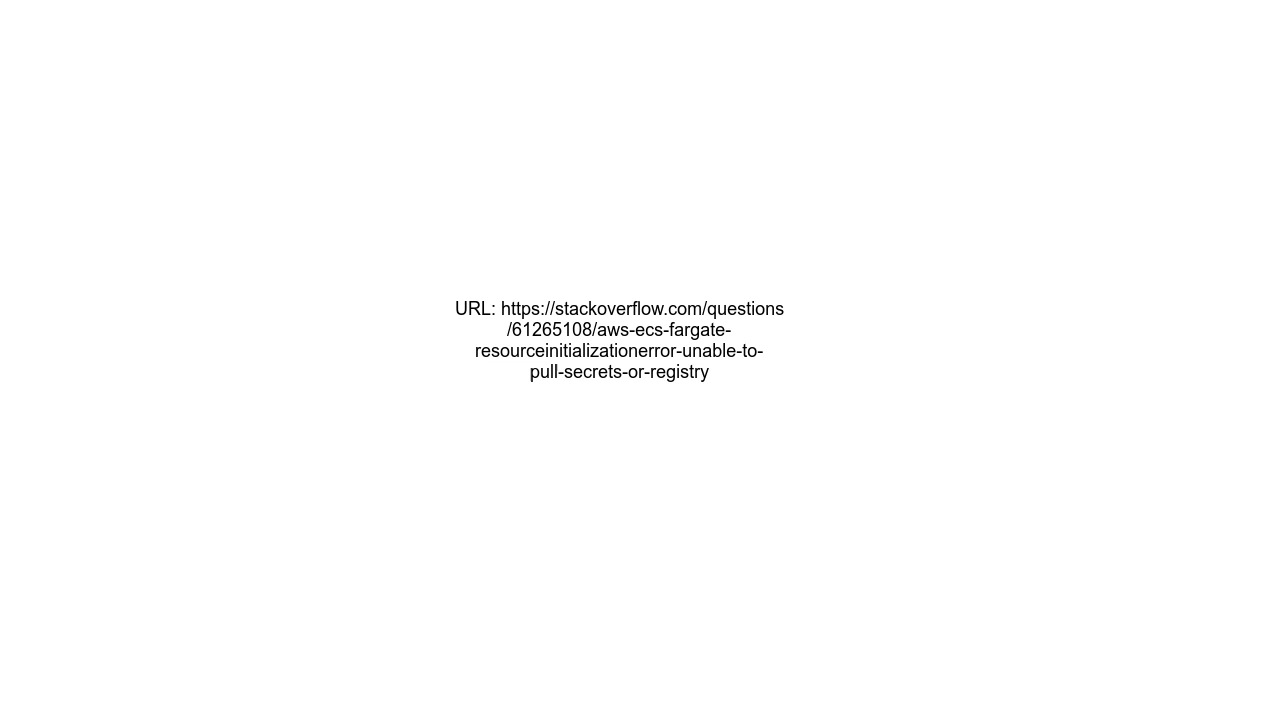 URL: https://stackoverflow.com/questions
/61265108/aws-ecs-fargate-
resourceinitializationerror-unable-to-
pull-secrets-or-registry